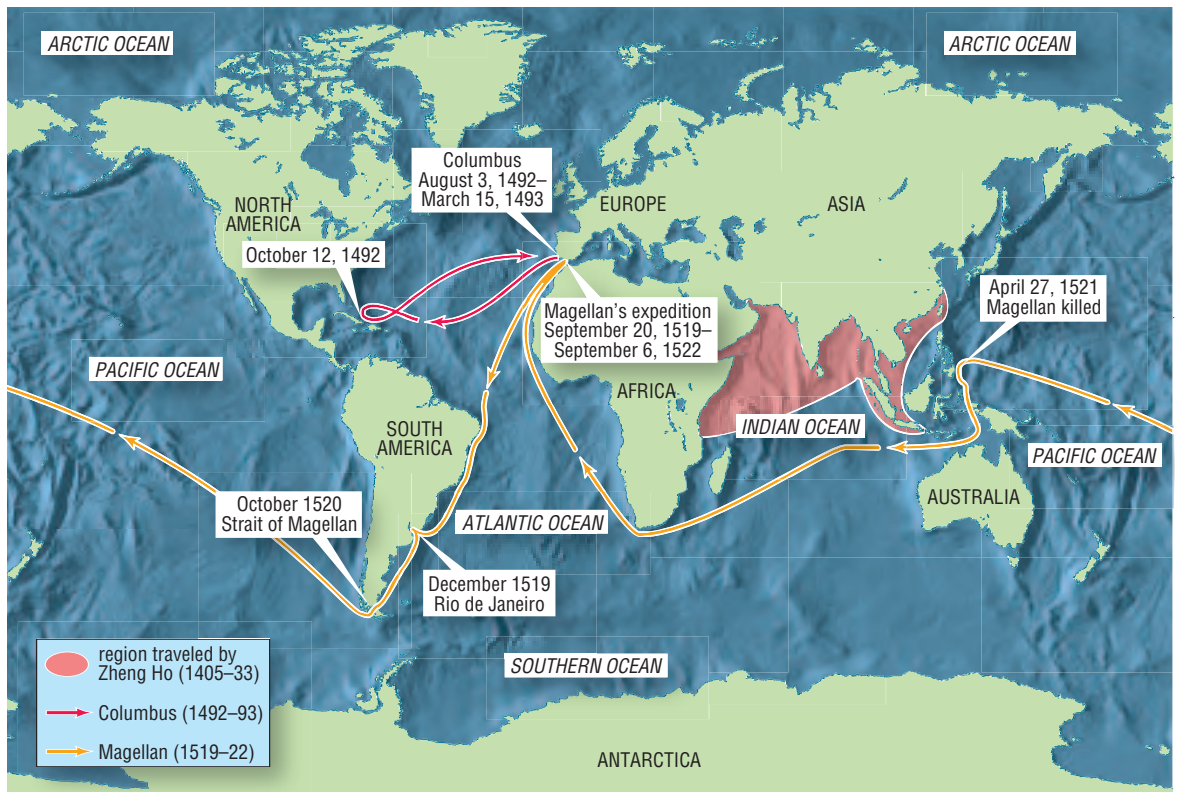 ARCTIC OCEAN
ARCTIC OCEAN
Columbus
August 3, 1492–
March 15, 1493
NORTH
AMERICA
EUROPE
ASIA
October 12, 1492
April 27, 1521
Magellan killed
Magellan's expedition
September 20, 1519–
September 6, 1522
PACIFIC OCEAN
AFRICA
SOUTH
AMERICA
INDIAN OCEAN
PACIFIC OCEAN
October 1520
Strait of Magellan
ATLANTIC OCEAN
AUSTRALIA
December 1519
Rio de Janeiro
SOUTHERN OCEAN
region traveled by
Zheng Ho (1405–33)
Columbus (1492–93)
Magellan (1519–22)
ANTARCTICA